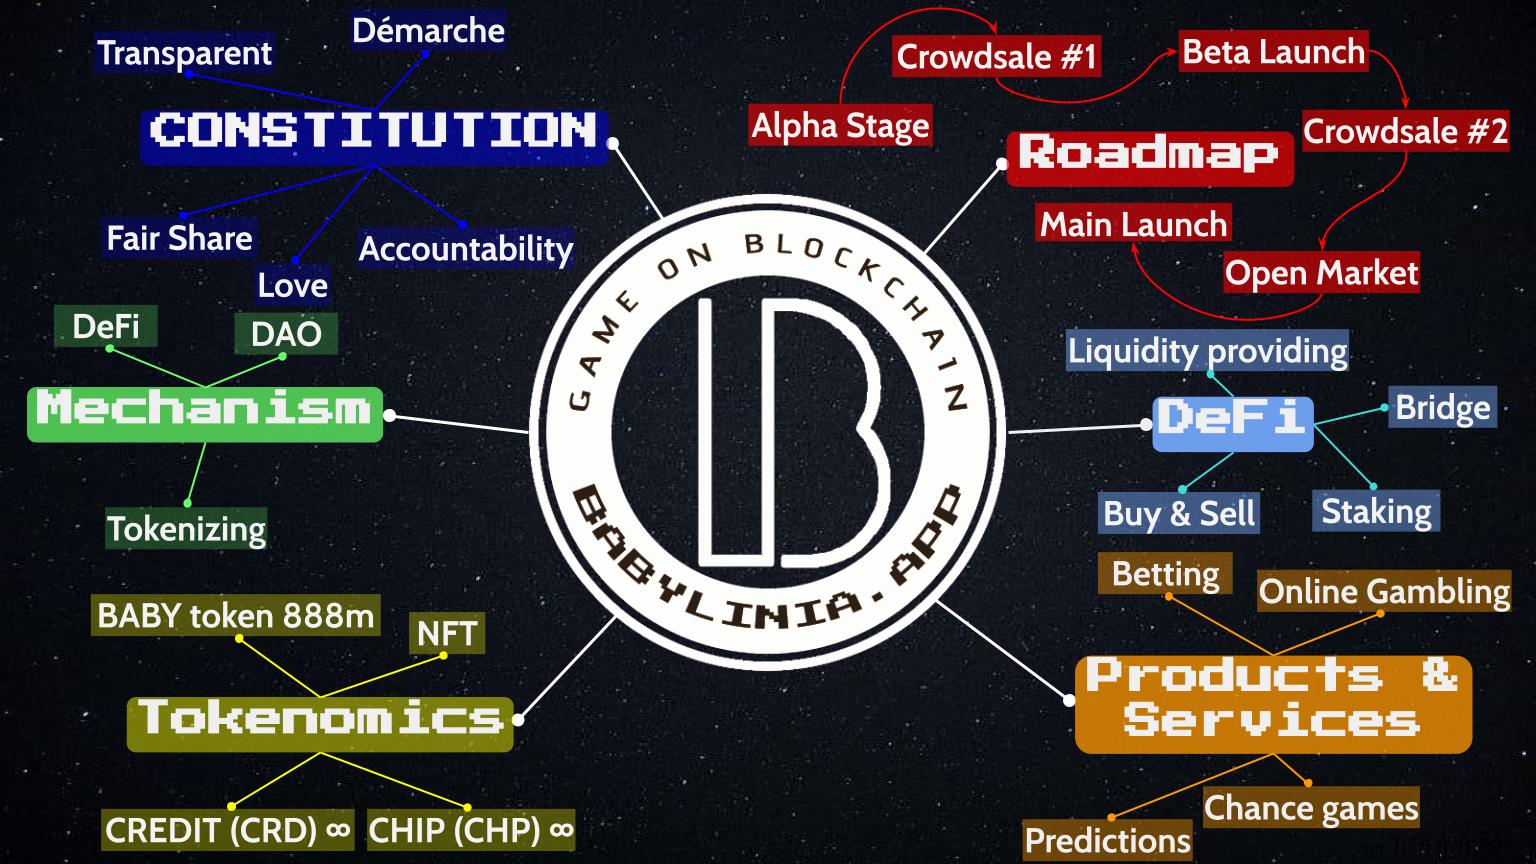 Transparent
Démarche
CONSTITUTION
Fair Share
Love
Accountability
Alpha Stage
Crowdsale #1
Beta Launch
Crowdsale #2
Roadmap
Main Launch
Open Market
DeFi
DAO
Mechanism
Tokenizing
GAME ON BLOCKCHAIN
BABYLINIA.APP
Liquidity providing
DeFi
Bridge
Buy & Sell
Staking
BABY token 888m
NFT
Tokenomics
CREDIT (CRD) ∞
CHIP (CHP) ∞
Betting
Online Gambling
Products &
Services
Chance games
Predictions